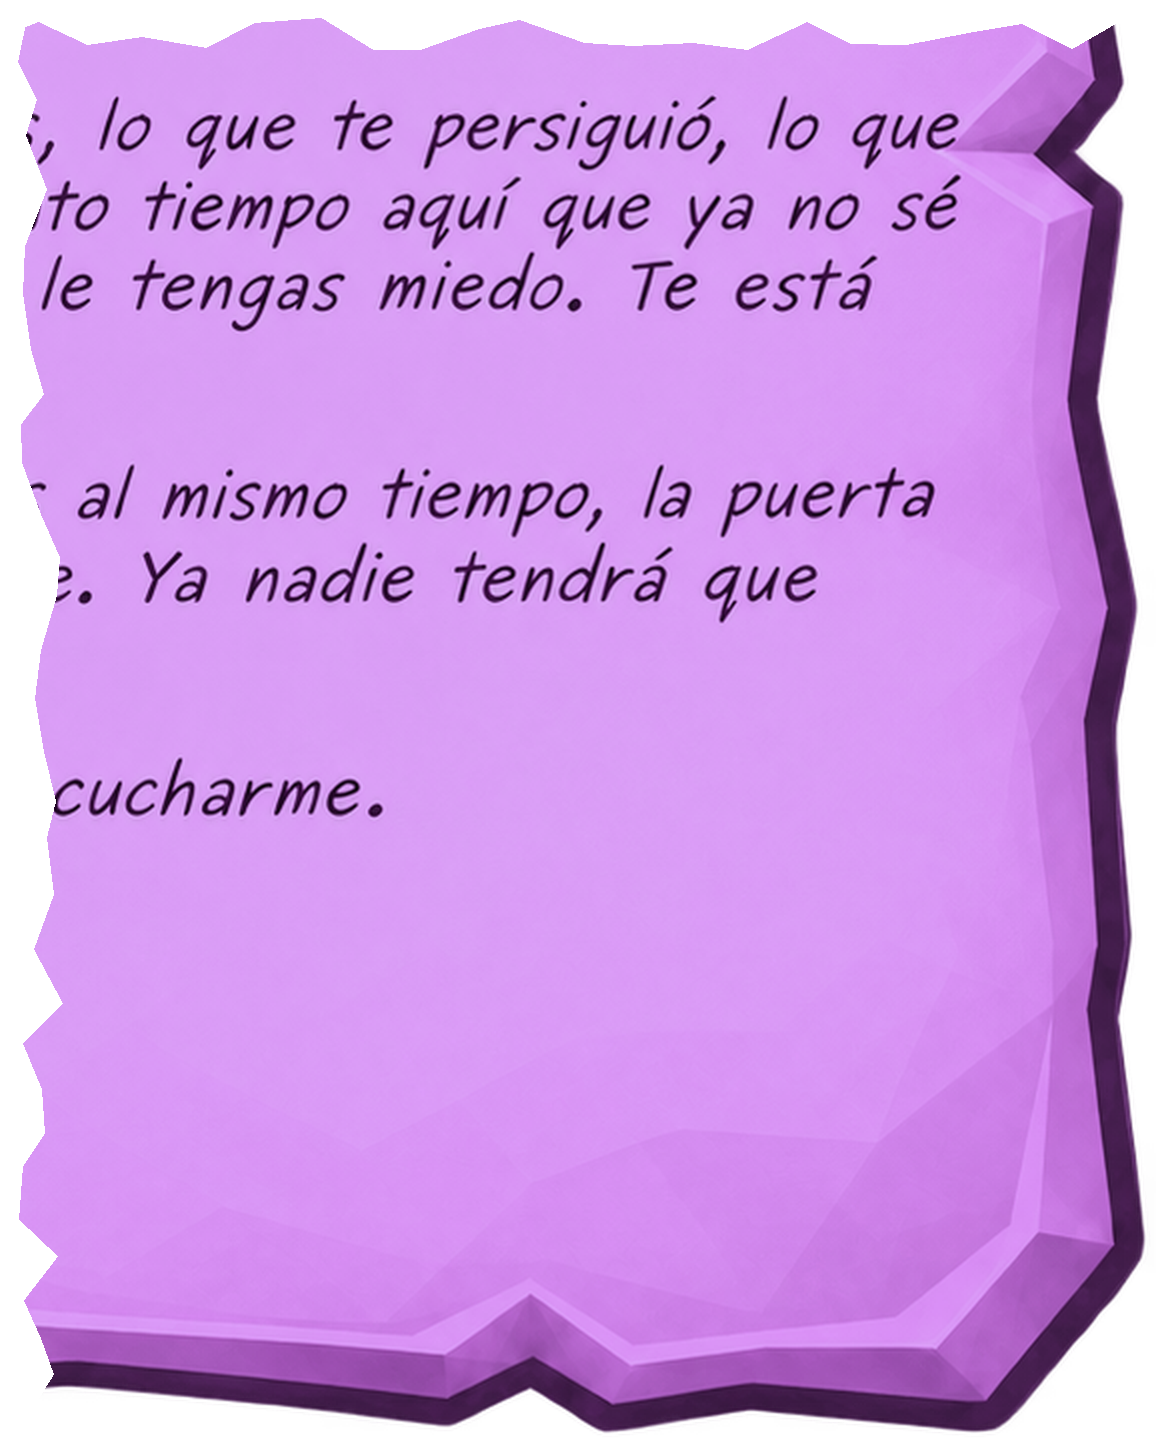 lo que te persiguió, lo que
tiempo aquí que ya no sé
le tengas miedo. Te está
al mismo tiempo, la puerta
Ya nadie tendrá que
cucharme.